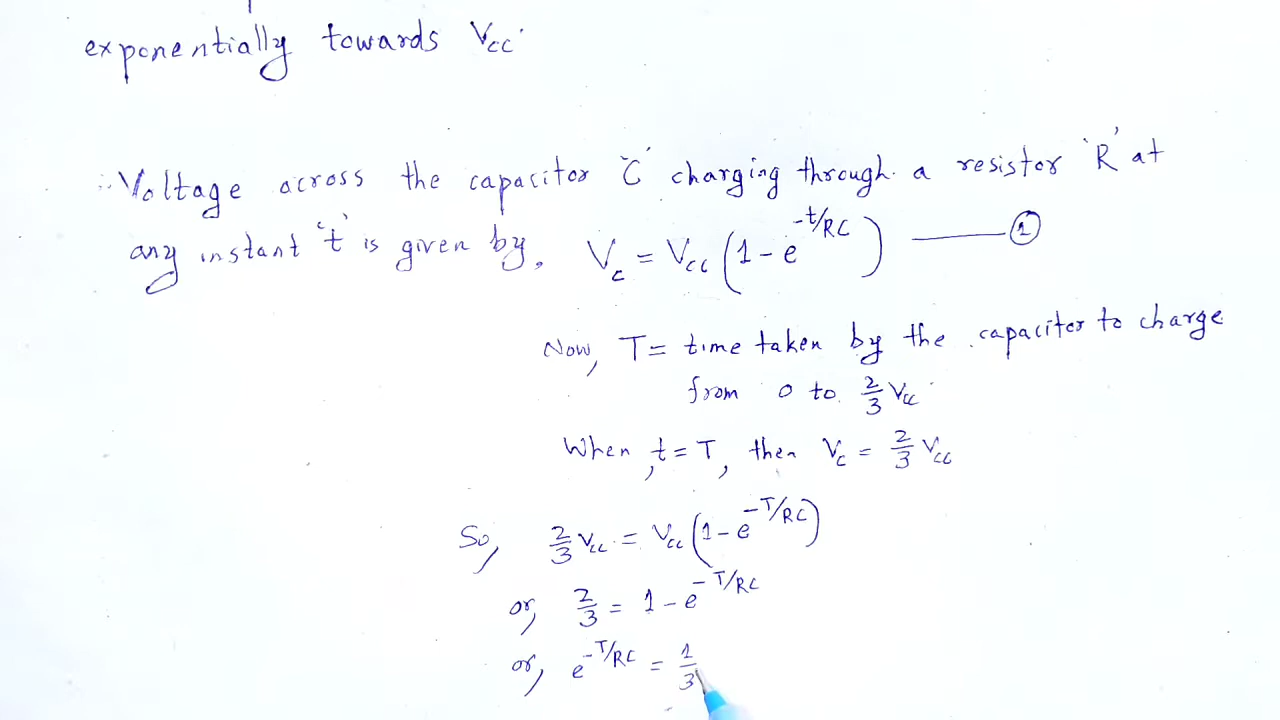 exponentially towards Vcc.
∴ Voltage across the capacitor 'C' charging through a resistor 'R' at
any instant 't' is given by, Vc = Vcc (1 - e^-t/RC) ——— ①
Now, T = time taken by the capacitor to charge
from 0 to 2/3 Vcc.
When, t = T, then Vc = 2/3 Vcc
So, 2/3 Vcc = Vcc (1 - e^-T/RC)
or, 2/3 = 1 - e^-T/RC
or, e^-T/RC = 1/3